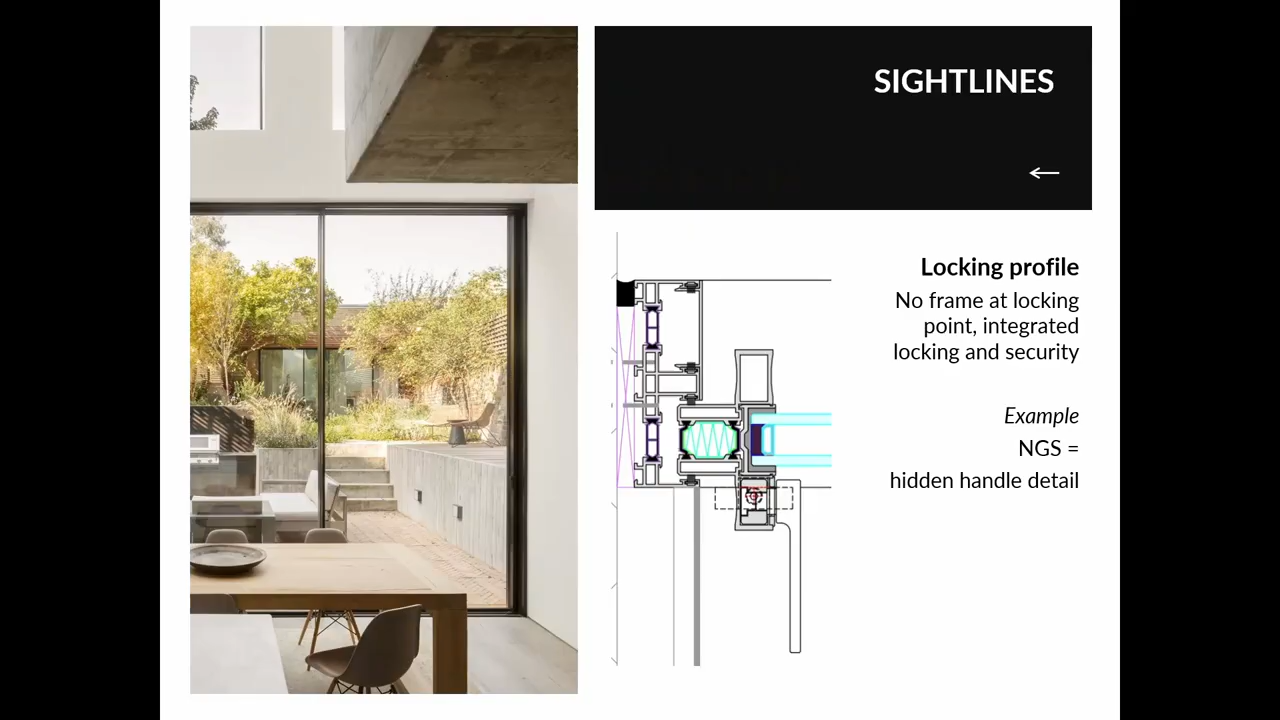 SIGHTLINES
Locking profile
No frame at locking
point, integrated
locking and security
Example
NGS =
hidden handle detail